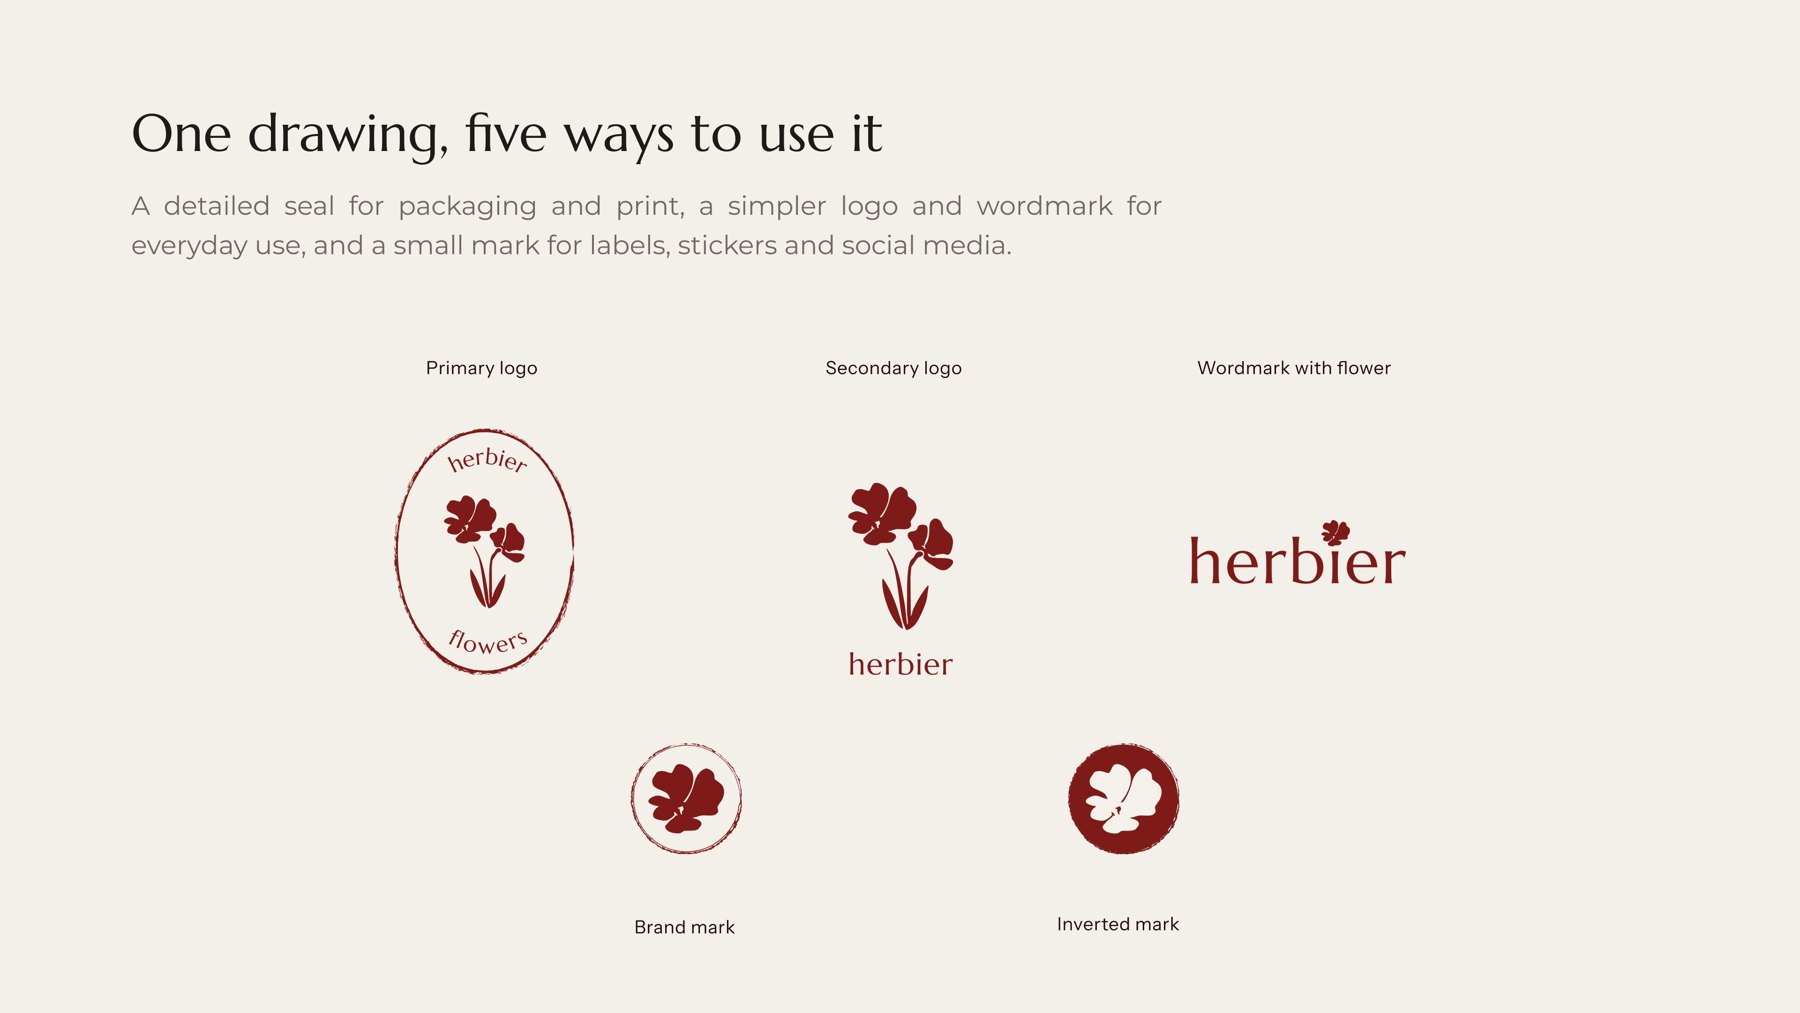 One drawing, five ways to use it
A detailed seal for packaging and print, a simpler logo and wordmark for
everyday use, and a small mark for labels, stickers and social media.
Primary logo
Secondary logo
Wordmark with flower
herbier
flowers
herbier
herbier
Brand mark
Inverted mark